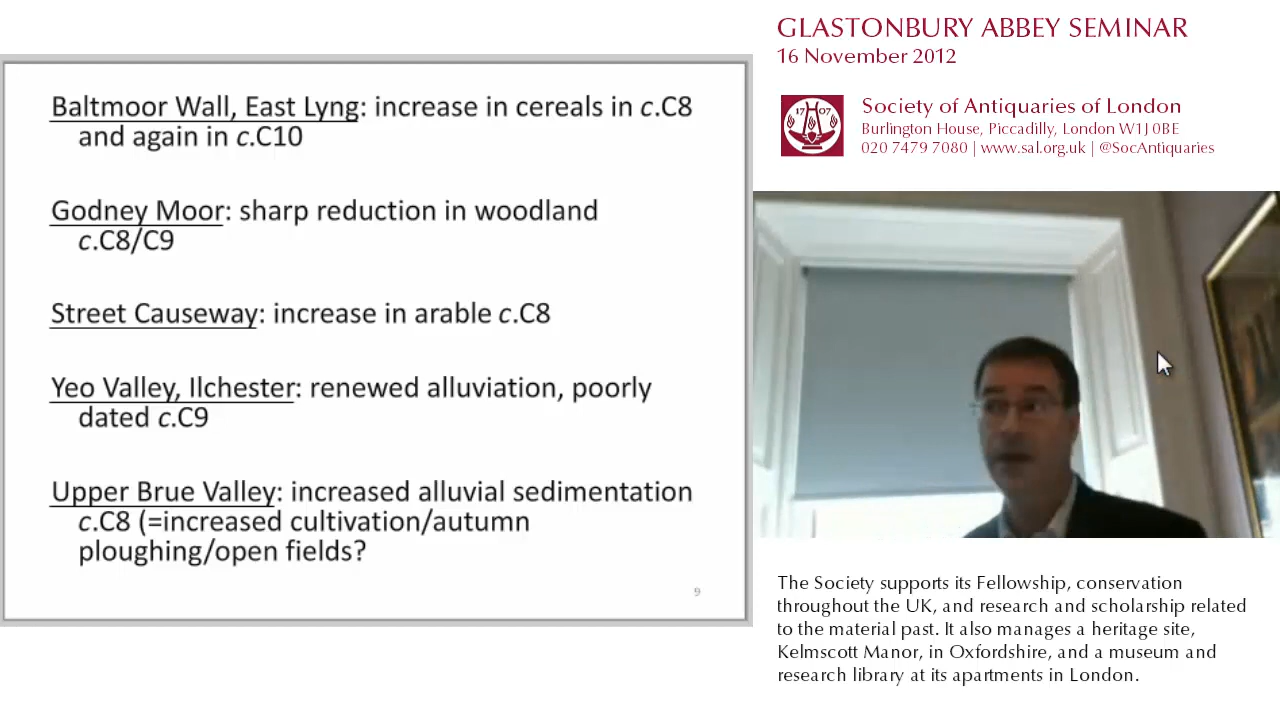 Baltmoor Wall, East Lyng: increase in cereals in c.C8
and again in c.C10
Godney Moor: sharp reduction in woodland
c.C8/C9
Street Causeway: increase in arable c.C8
Yeo Valley, Ilchester: renewed alluviation, poorly
dated c.C9
Upper Brue Valley: increased alluvial sedimentation
c.C8 (=increased cultivation/autumn
ploughing/open fields?
9
GLASTONBURY ABBEY SEMINAR
16 November 2012
17 07
Society of Antiquaries of London
Burlington House, Piccadilly, London W1J 0BE
020 7479 7080 | www.sal.org.uk | @SocAntiquaries
The Society supports its Fellowship, conservation
throughout the UK, and research and scholarship related
to the material past. It also manages a heritage site,
Kelmscott Manor, in Oxfordshire, and a museum and
research library at its apartments in London.